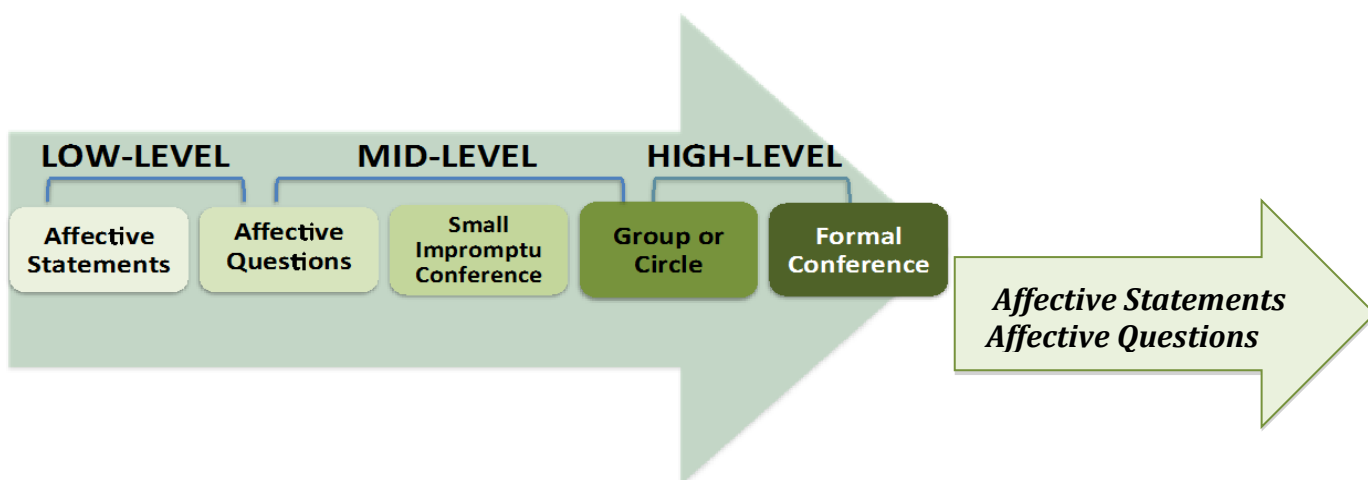 LOW-LEVEL
MID-LEVEL
HIGH-LEVEL
Affective
Statements
Affective
Questions
Small
Impromptu
Conference
Group or
Circle
Formal
Conference
Affective Statements
Affective Questions